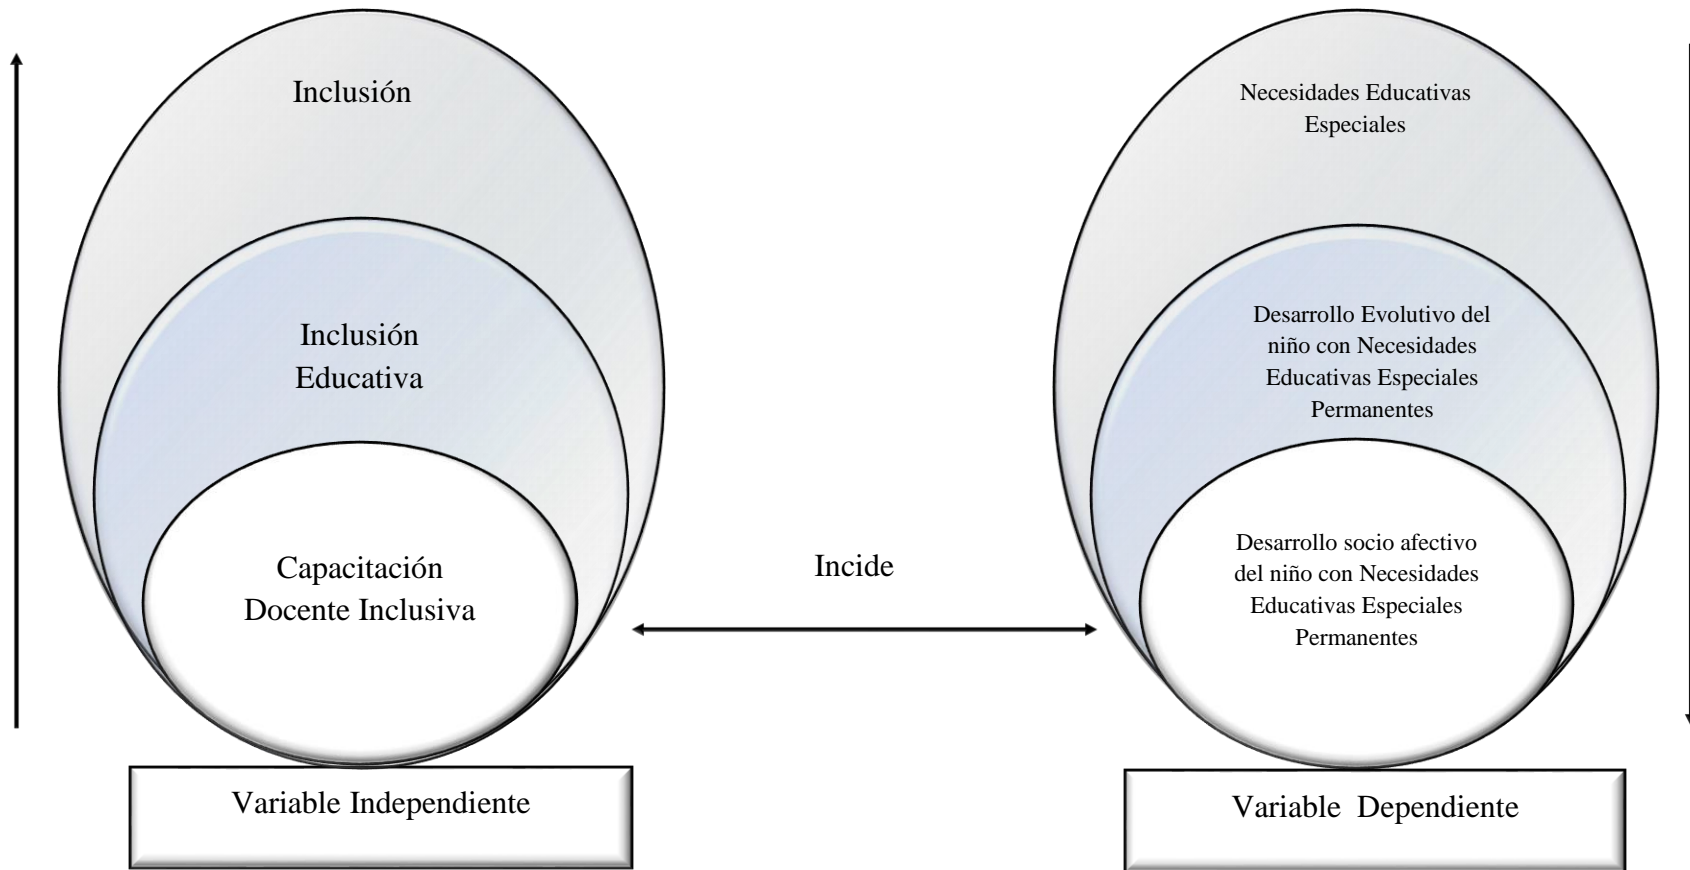 Inclusión
Inclusión
Educativa
Capacitación
Docente Inclusiva
Variable Independiente
Incide
Necesidades Educativas
Especiales
Desarrollo Evolutivo del
niño con Necesidades
Educativas Especiales
Permanentes
Desarrollo socio afectivo
del niño con Necesidades
Educativas Especiales
Permanentes
Variable Dependiente